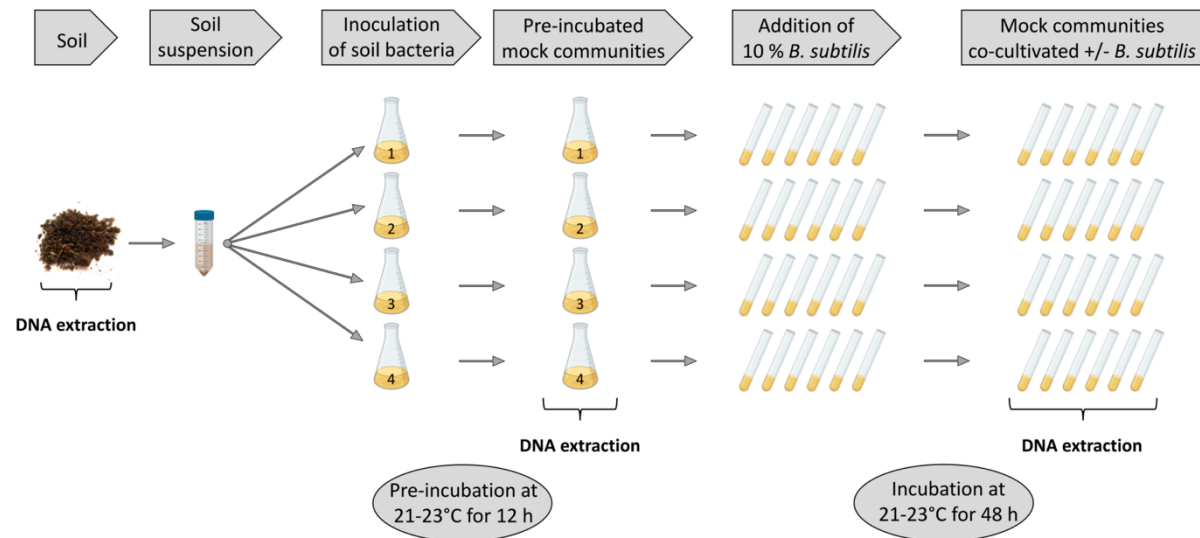 Soil
Soil
suspension
Inoculation
of soil bacteria
Pre-incubated
mock communities
Addition of
10 % B. subtilis
Mock communities
co-cultivated +/- B. subtilis
1
1
2
2
3
3
4
4
DNA extraction
DNA extraction
DNA extraction
Pre-incubation at
21-23°C for 12 h
Incubation at
21-23°C for 48 h